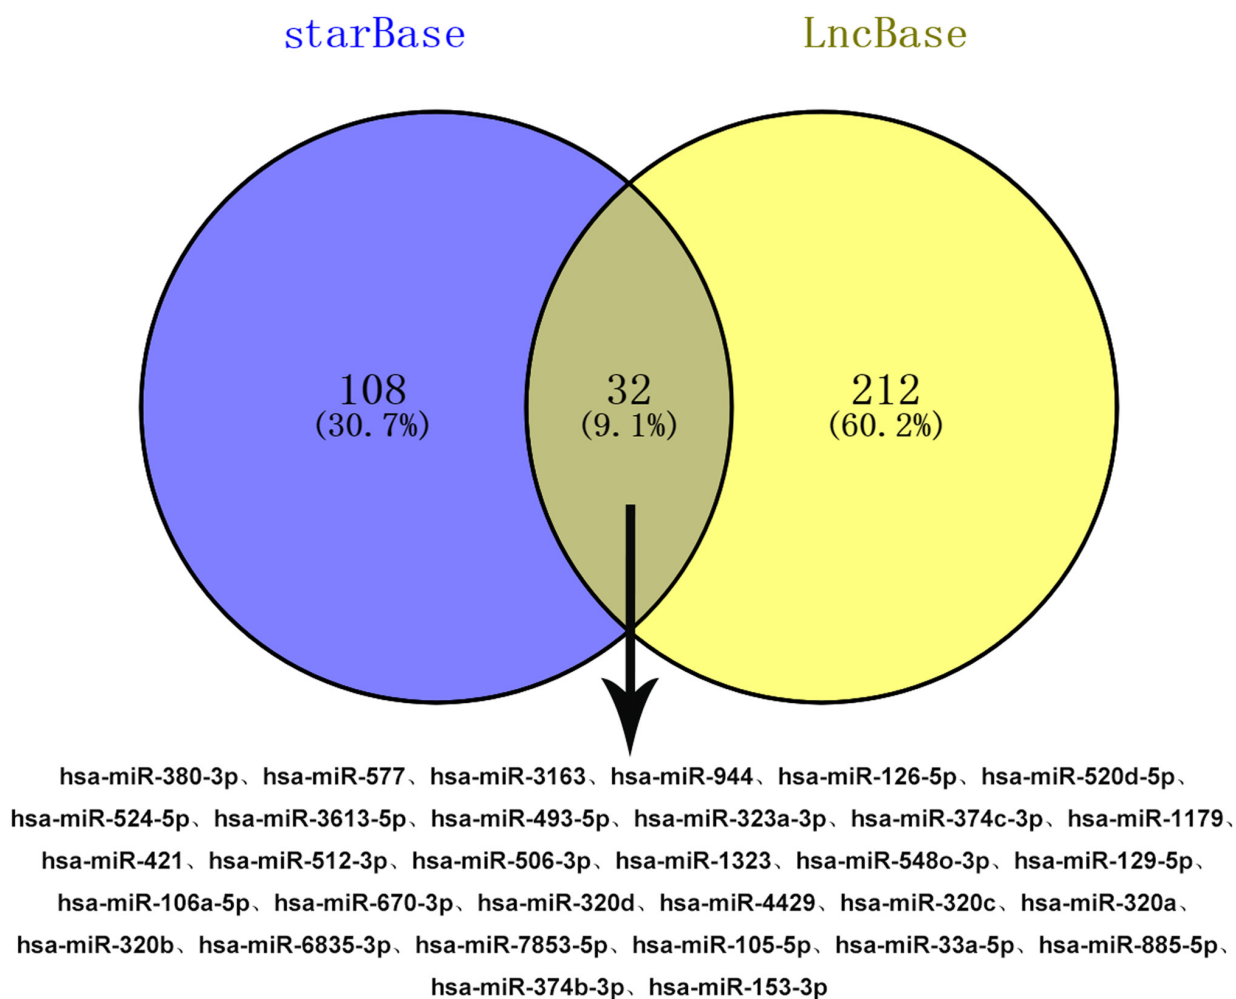 starBase LncBase
108 32 212
(30.7%) (9.1%) (60.2%)
hsa-miR-380-3p、hsa-miR-577、hsa-miR-3163、hsa-miR-944、hsa-miR-126-5p、hsa-miR-520d-5p、
hsa-miR-524-5p、hsa-miR-3613-5p、hsa-miR-493-5p、hsa-miR-323a-3p、hsa-miR-374c-3p、hsa-miR-1179、
hsa-miR-421、hsa-miR-512-3p、hsa-miR-506-3p、hsa-miR-1323、hsa-miR-548o-3p、hsa-miR-129-5p、
hsa-miR-106a-5p、hsa-miR-670-3p、hsa-miR-320d、hsa-miR-4429、hsa-miR-320c、hsa-miR-320a、
hsa-miR-320b、hsa-miR-6835-3p、hsa-miR-7853-5p、hsa-miR-105-5p、hsa-miR-33a-5p、hsa-miR-885-5p、
hsa-miR-374b-3p、hsa-miR-153-3p